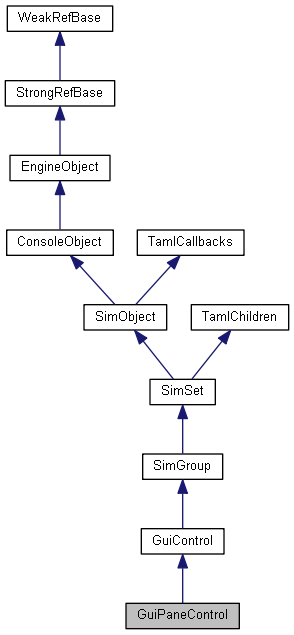 WeakRefBase
StrongRefBase
EngineObject
ConsoleObject
TamlCallbacks
SimObject
TamlChildren
SimSet
SimGroup
GuiControl
GuiPaneControl